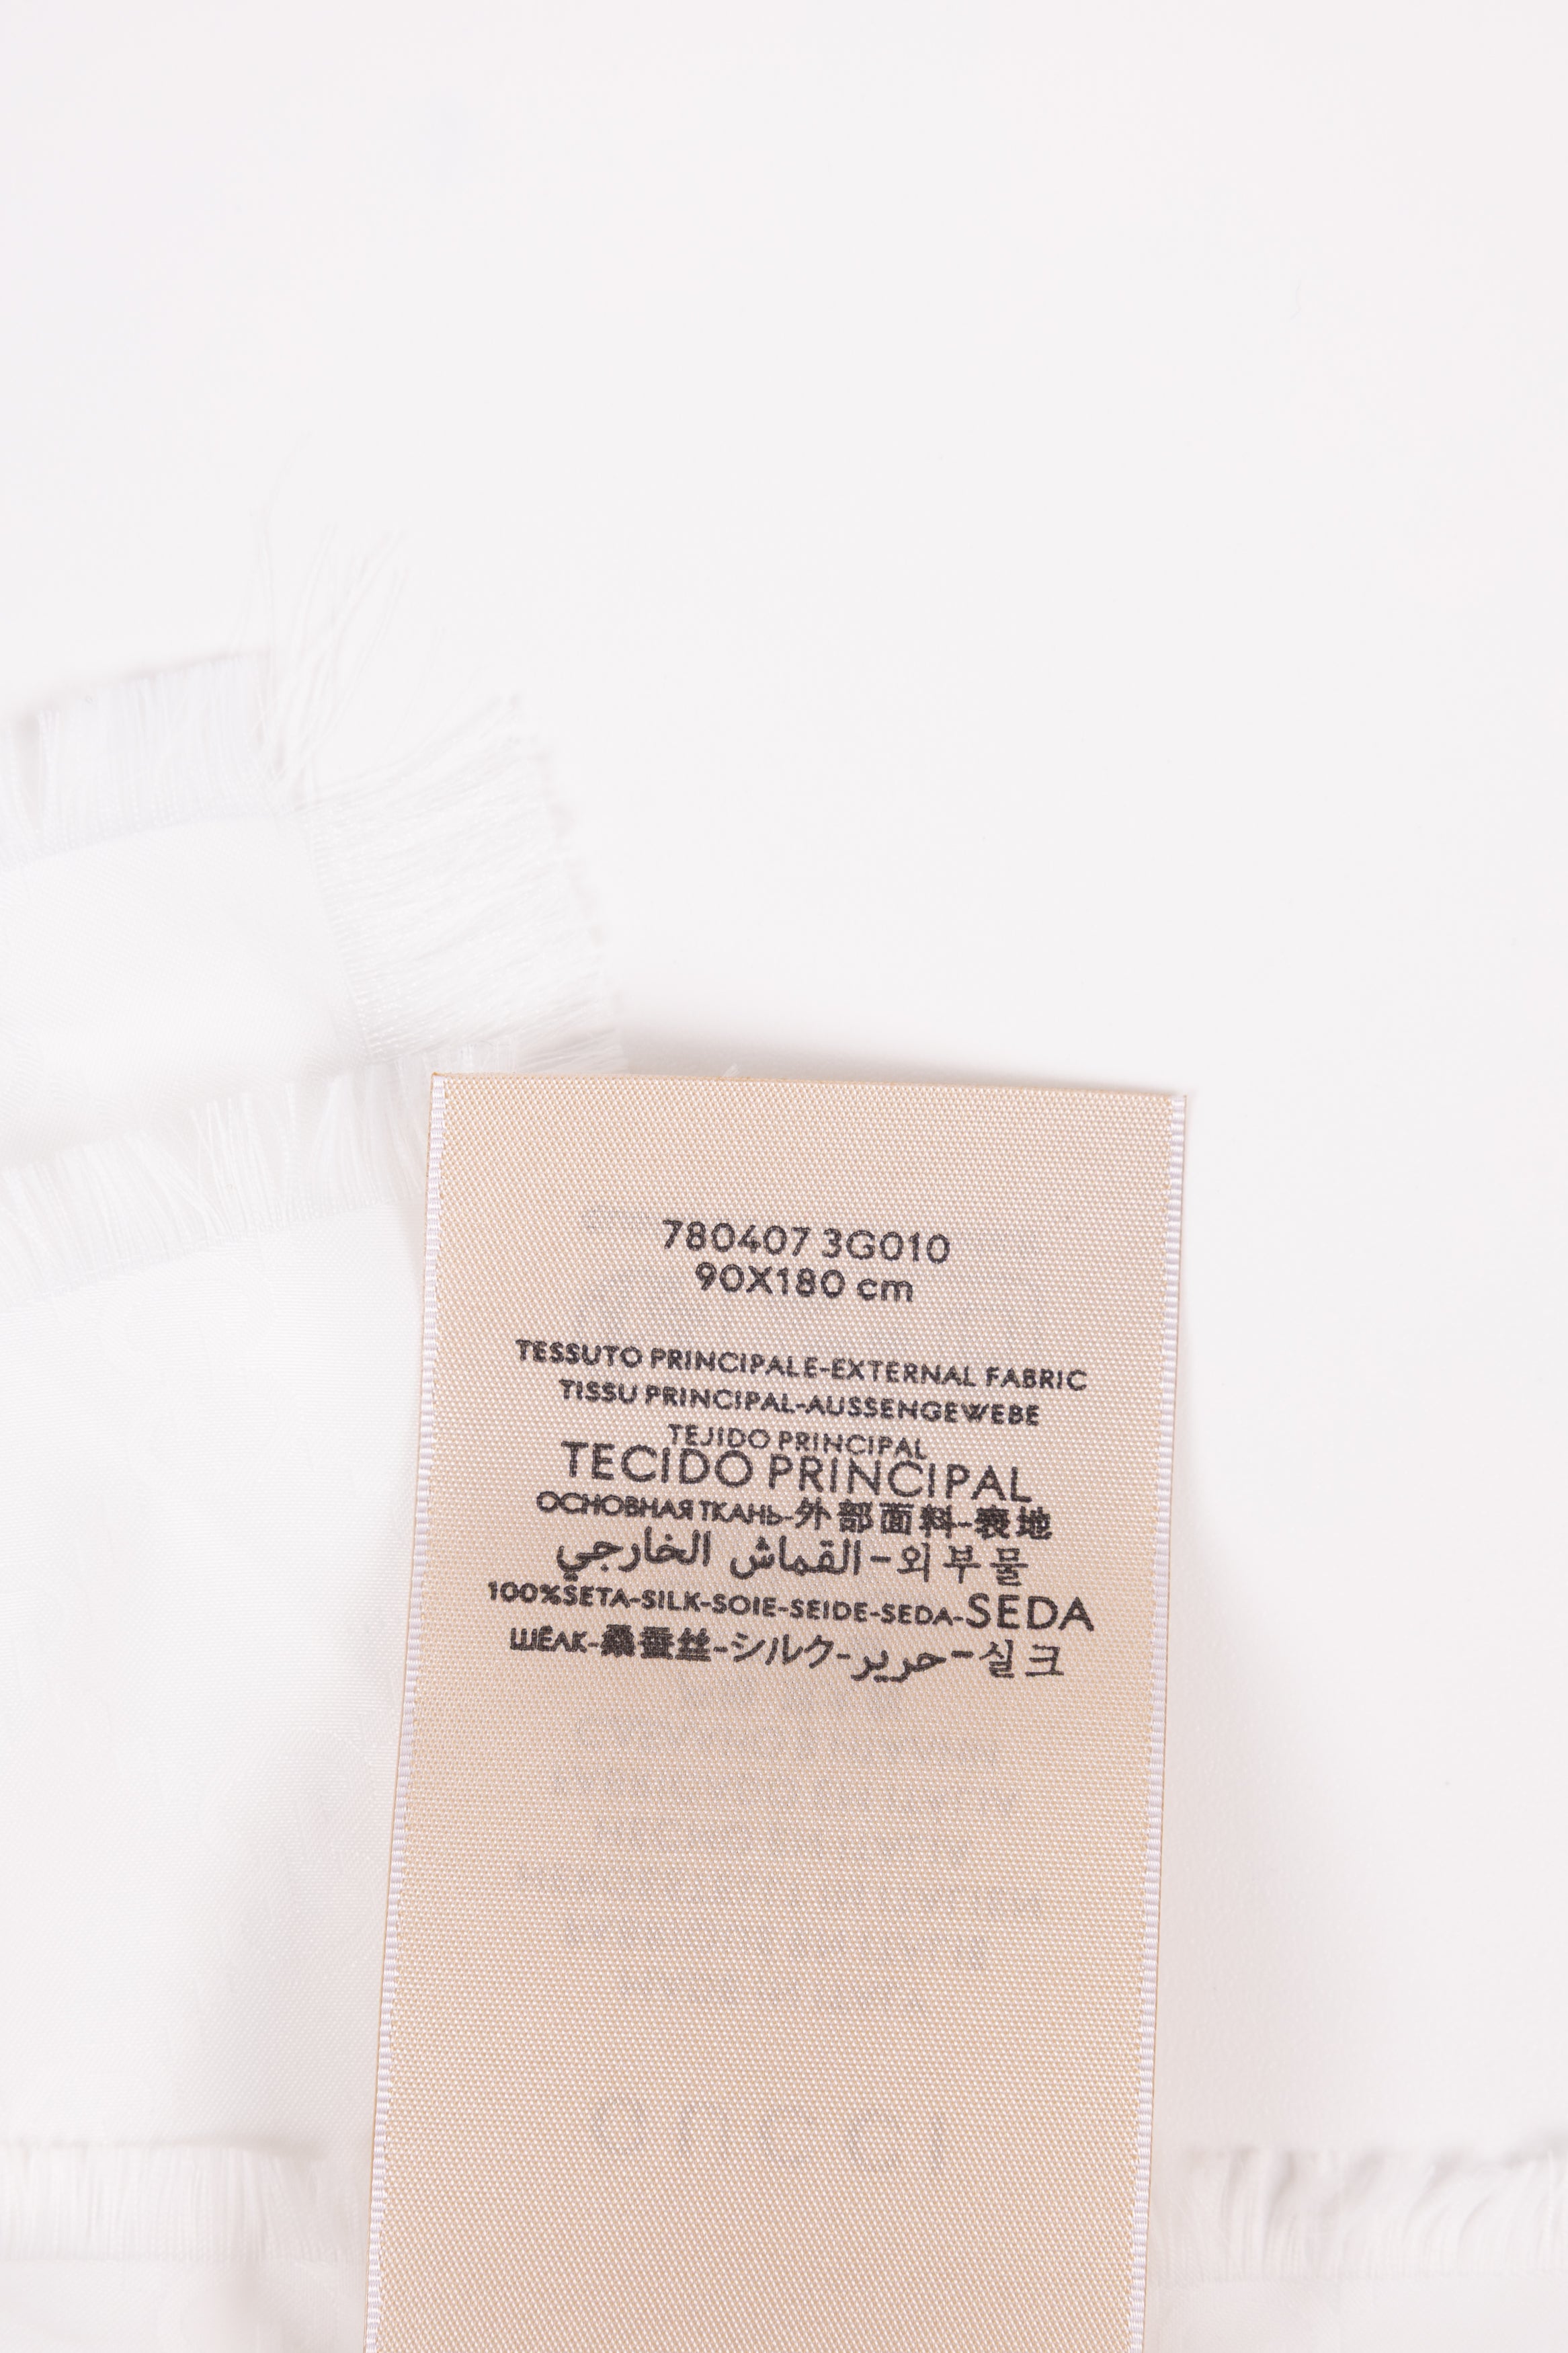 780407 3G010
90X180 cm
TESSUTO PRINCIPALE-EXTERNAL FABRIC
TISSU PRINCIPAL-AUSSENGEWEBE
TEJIDO PRINCIPAL
TECIDO PRINCIPAL
ОСНОВНАЯ ТКАНЬ-外部面料-表地
القماش الخارجي-외부물
100%SETA-SILK-SOIE-SEIDE-SEDA-SEDA
ШЁЛК-桑蚕丝-シルク-حرير-실크